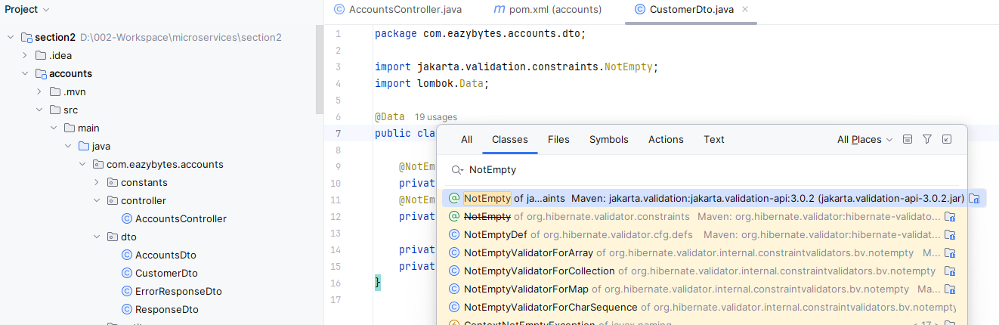 Project
section2 D:\002-Workspace\microservices\section2
.idea
accounts
.mvn
src
main
java
com.eazybytes.accounts
constants
controller
AccountsController
dto
AccountsDto
CustomerDto
ErrorResponseDto
ResponseDto
AccountsController.java
pom.xml (accounts)
CustomerDto.java
1 package com.eazybytes.accounts.dto;
2
3 import jakarta.validation.constraints.NotEmpty;
4 import lombok.Data;
5
6 @Data 19 usages
7 public cla
8
9 @NotEm
10 privat
11 @NotEm
12 privat
13
14 privat
15 privat
16 }
17
All Classes Files Symbols Actions Text All Places
NotEmpty
NotEmpty of ja...aints Maven: jakarta.validation:jakarta.validation-api:3.0.2 (jakarta.validation-api-3.0.2.jar)
NotEmpty of org.hibernate.validator.constraints Maven: org.hibernate.validator:hibernate-validato...
NotEmptyDef of org.hibernate.validator.cfg.defs Maven: org.hibernate.validator:hibernate-validat...
NotEmptyValidatorForArray of org.hibernate.validator.internal.constraintvalidators.bv.notempty M...
NotEmptyValidatorForCollection of org.hibernate.validator.internal.constraintvalidators.bv.notempty
NotEmptyValidatorForMap of org.hibernate.validator.internal.constraintvalidators.bv.notempty Ma...
NotEmptyValidatorForCharSequence of org.hibernate.validator.internal.constraintvalidators.bv.notempty
ContextNotEmptyException of javax.naming < 17 >